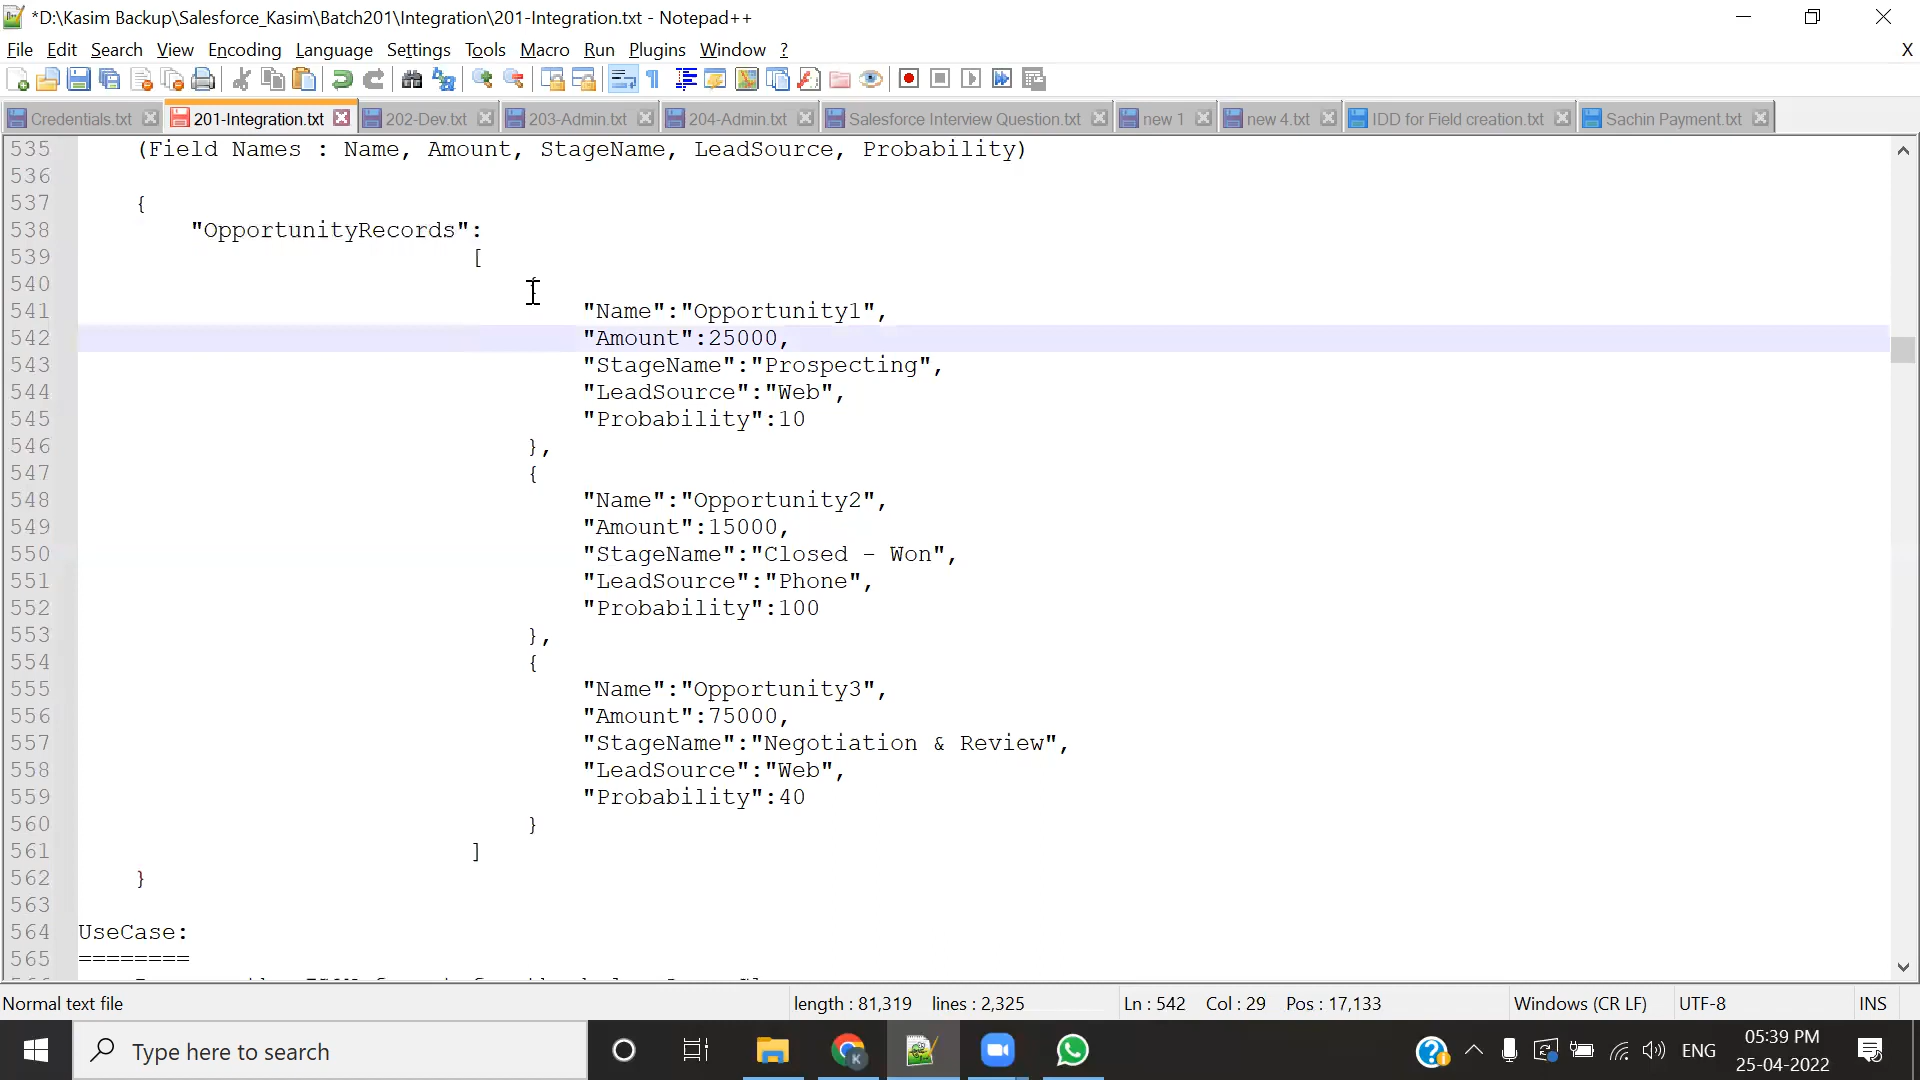 *D:\Kasim Backup\Salesforce_Kasim\Batch201\Integration\201-Integration.txt - Notepad++
File Edit Search View Encoding Language Settings Tools Macro Run Plugins Window ? X
Credentials.txt 201-Integration.txt 202-Dev.txt 203-Admin.txt 204-Admin.txt Salesforce Interview Question.txt new 1 new 4.txt IDD for Field creation.txt Sachin Payment.txt
535 (Field Names : Name, Amount, StageName, LeadSource, Probability)
536
537 {
538 "OpportunityRecords":
539 [
540 {
541 "Name":"Opportunity1",
542 "Amount":25000,
543 "StageName":"Prospecting",
544 "LeadSource":"Web",
545 "Probability":10
546 },
547 {
548 "Name":"Opportunity2",
549 "Amount":15000,
550 "StageName":"Closed - Won",
551 "LeadSource":"Phone",
552 "Probability":100
553 },
554 {
555 "Name":"Opportunity3",
556 "Amount":75000,
557 "StageName":"Negotiation & Review",
558 "LeadSource":"Web",
559 "Probability":40
560 }
561 ]
562 }
563
564 UseCase:
565 ========
Normal text file length : 81,319 lines : 2,325 Ln : 542 Col : 29 Pos : 17,133 Windows (CR LF) UTF-8 INS
Type here to search ENG 05:39 PM
25-04-2022